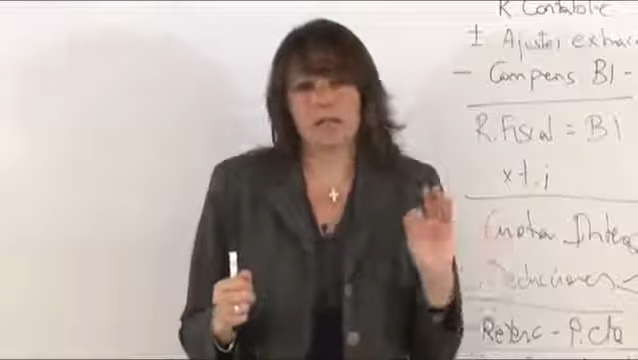 R Contable
± Ajustes extrac
- Compens BI -
R. Fiscal = BI
x t. i
Cuota Integ
Deducciones
Retenc - P. cta